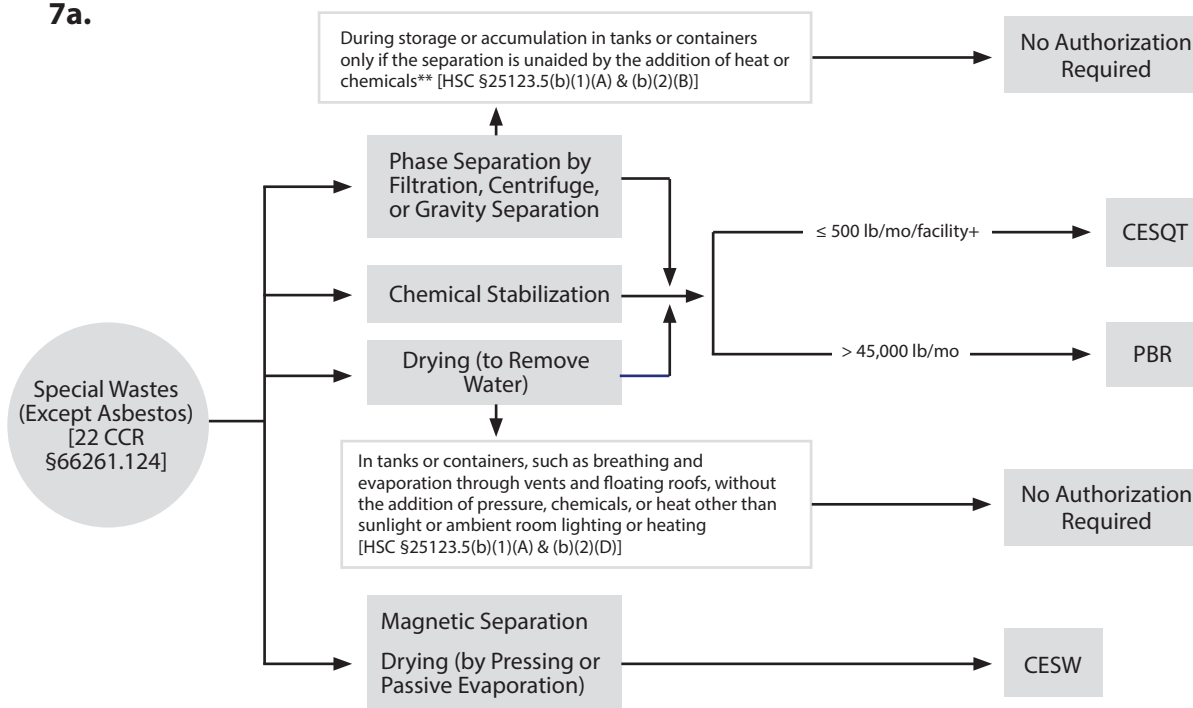 7a.
During storage or accumulation in tanks or containers
only if the separation is unaided by the addition of heat or
chemicals** [HSC §25123.5(b)(1)(A) & (b)(2)(B)]
No Authorization
Required
Phase Separation by
Filtration, Centrifuge,
or Gravity Separation
≤ 500 lb/mo/facility+
CESQT
Chemical Stabilization
> 45,000 lb/mo
PBR
Drying (to Remove
Water)
Special Wastes
(Except Asbestos)
[22 CCR
§66261.124]
In tanks or containers, such as breathing and
evaporation through vents and floating roofs, without
the addition of pressure, chemicals, or heat other than
sunlight or ambient room lighting or heating
[HSC §25123.5(b)(1)(A) & (b)(2)(D)]
No Authorization
Required
Magnetic Separation
Drying (by Pressing or
Passive Evaporation)
CESW